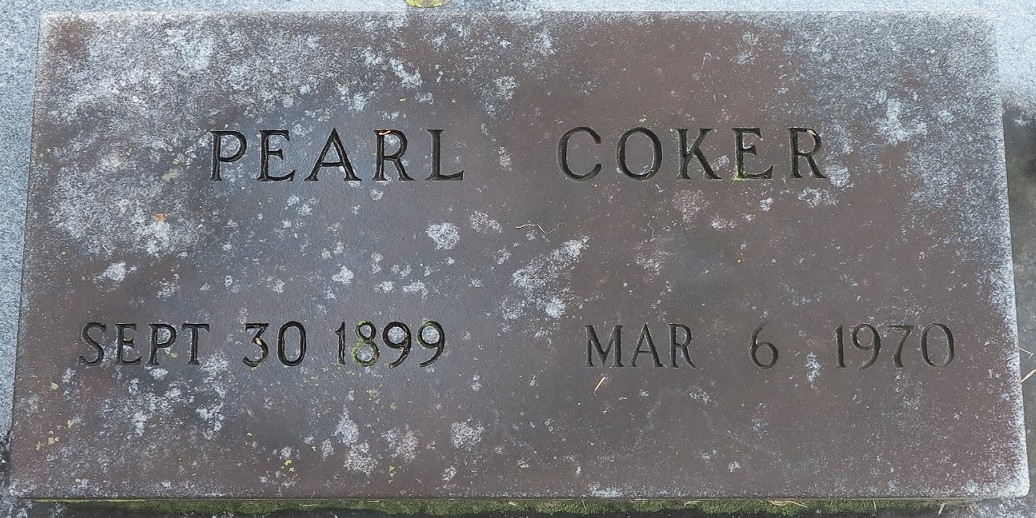 PEARL COKER
SEPT 30 1899 MAR 6 1970